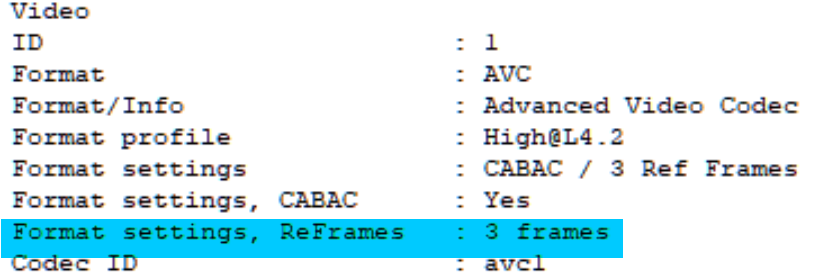 Video
ID : 1
Format : AVC
Format/Info : Advanced Video Codec
Format profile : High@L4.2
Format settings : CABAC / 3 Ref Frames
Format settings, CABAC : Yes
Format settings, ReFrames : 3 frames
Codec ID : avc1